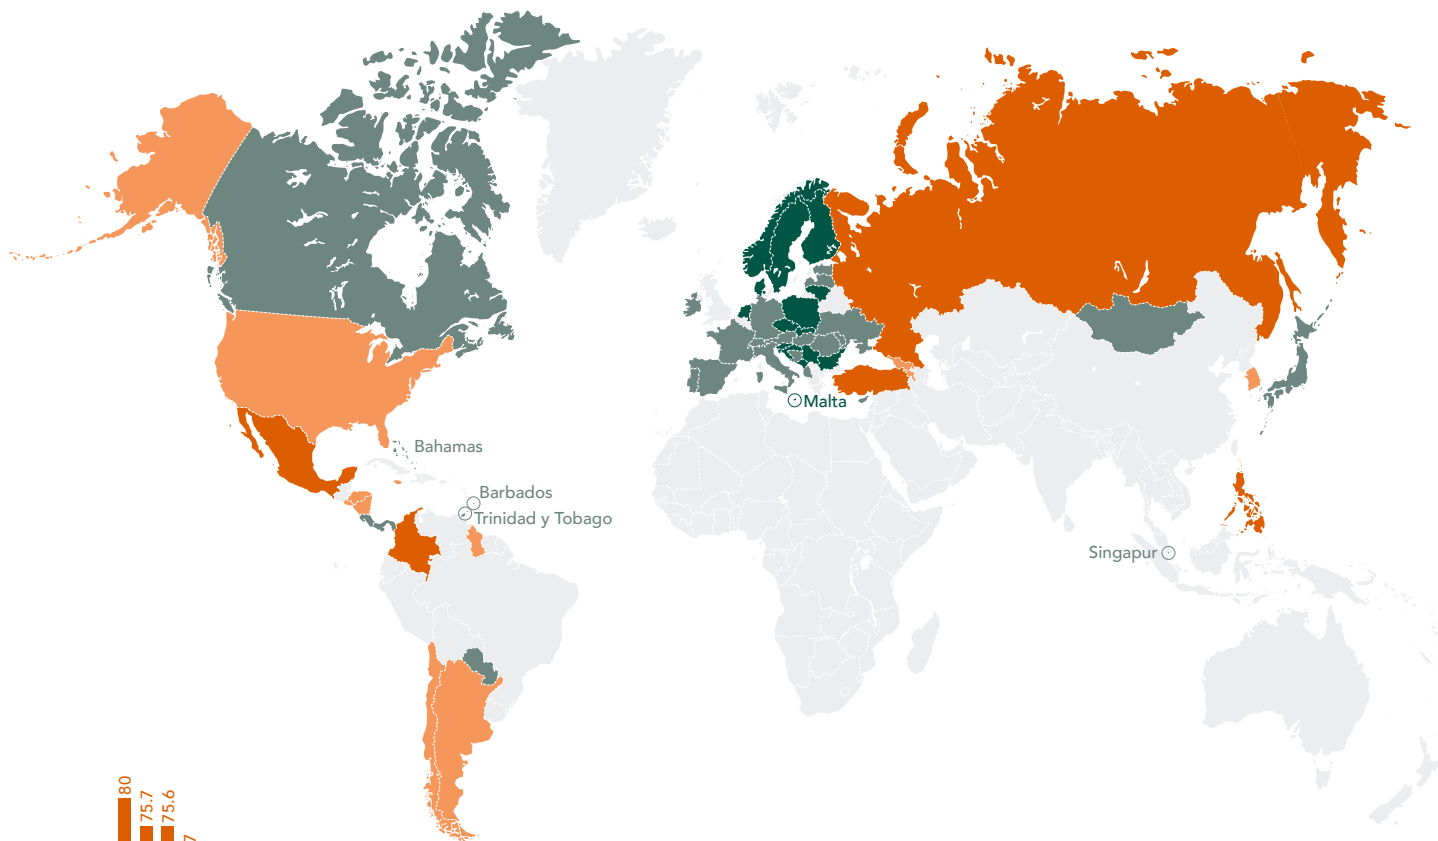 Malta
Bahamas
Barbados
Trinidad y Tobago
Singapur
80
75.7
75.6